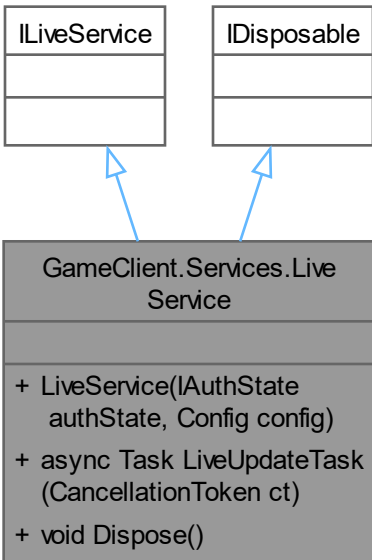 ILiveService
IDisposable
GameClient.Services.Live
Service
+ LiveService(IAuthState
authState, Config config)
+ async Task LiveUpdateTask
(CancellationToken ct)
+ void Dispose()